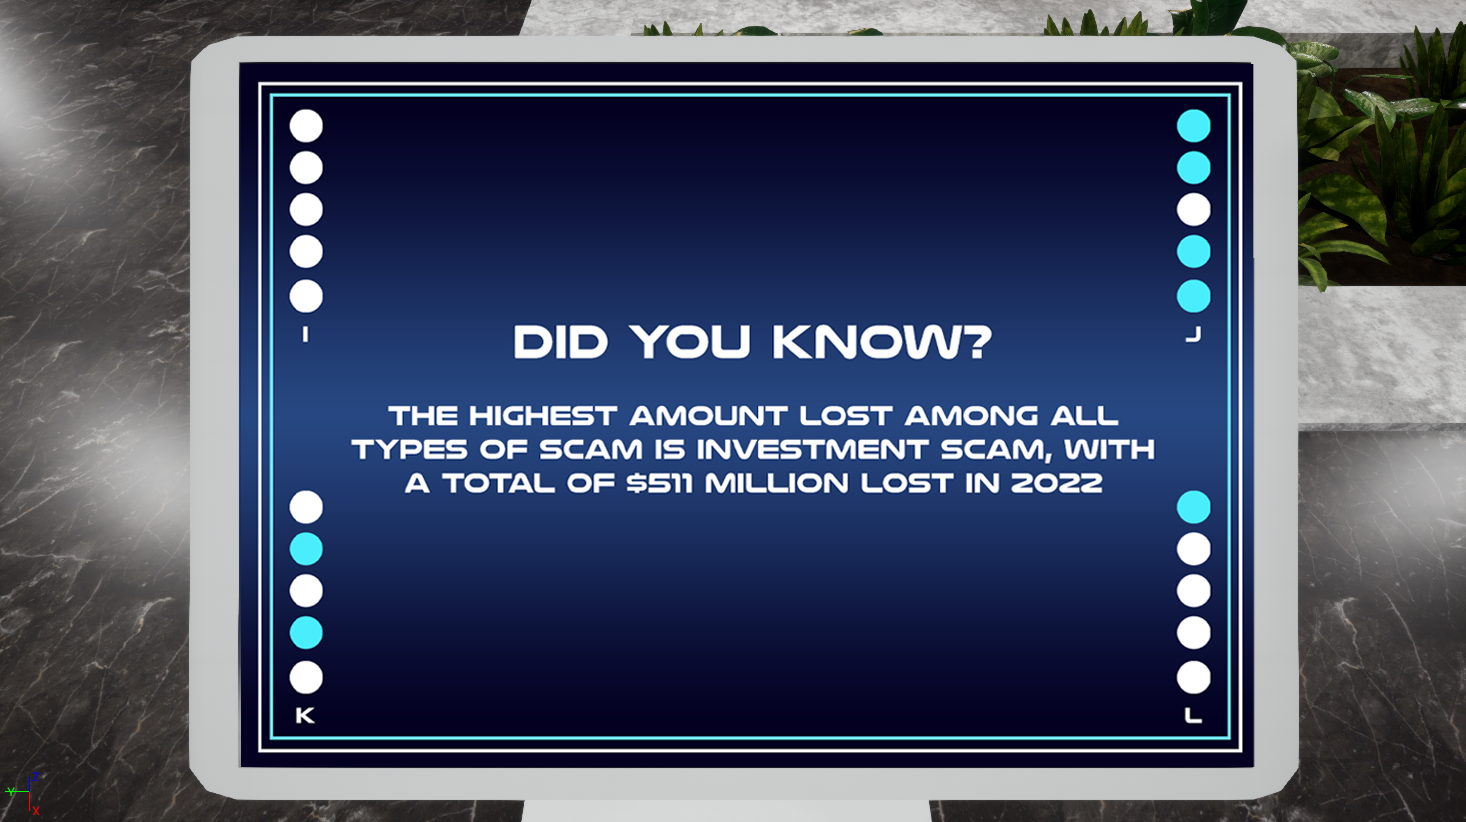 I
J
DID YOU KNOW?
THE HIGHEST AMOUNT LOST AMONG ALL
TYPES OF SCAM IS INVESTMENT SCAM, WITH
A TOTAL OF $511 MILLION LOST IN 2022
K
L
Z
Y
X